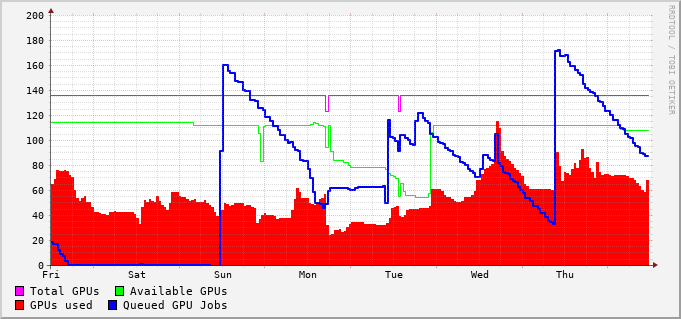 200
180
160
140
120
100
80
60
40
20
0
Fri Sat Sun Mon Tue Wed Thu
Total GPUs Available GPUs
GPUs used Queued GPU Jobs
RRDTOOL / TOBI OETIKER